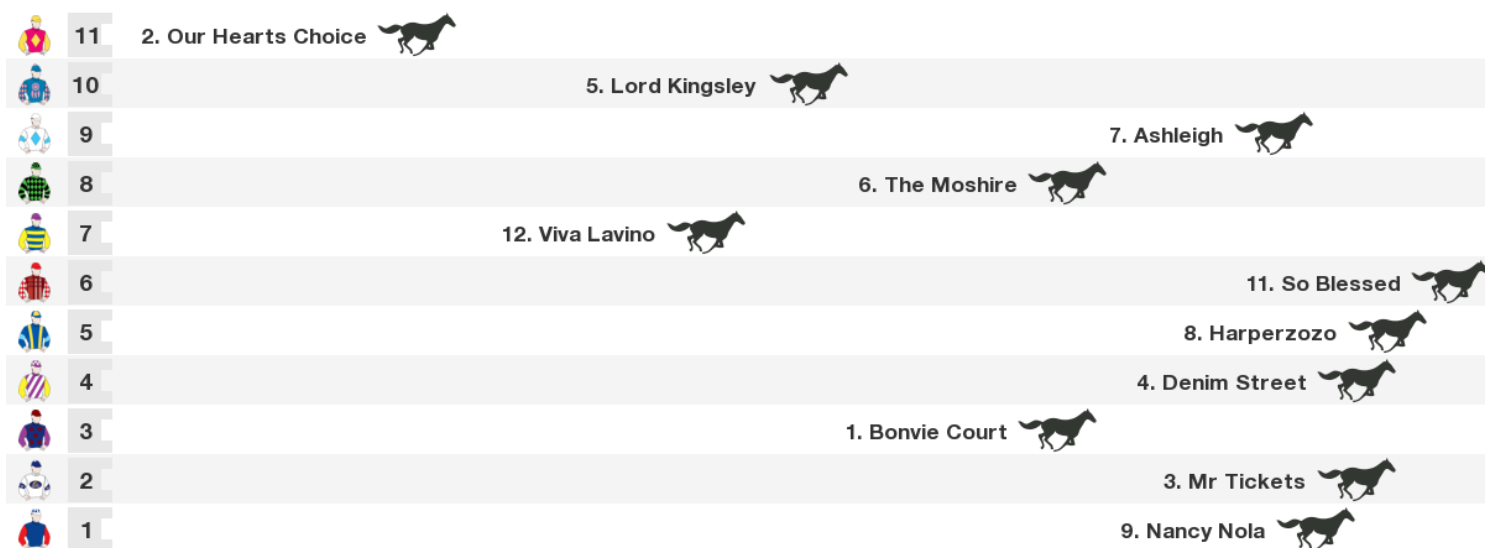 11 2. Our Hearts Choice
10 5. Lord Kingsley
9 7. Ashleigh
8 6. The Moshire
7 12. Viva Lavino
6 11. So Blessed
5 8. Harperzozo
4 4. Denim Street
3 1. Bonvie Court
2 3. Mr Tickets
1 9. Nancy Nola